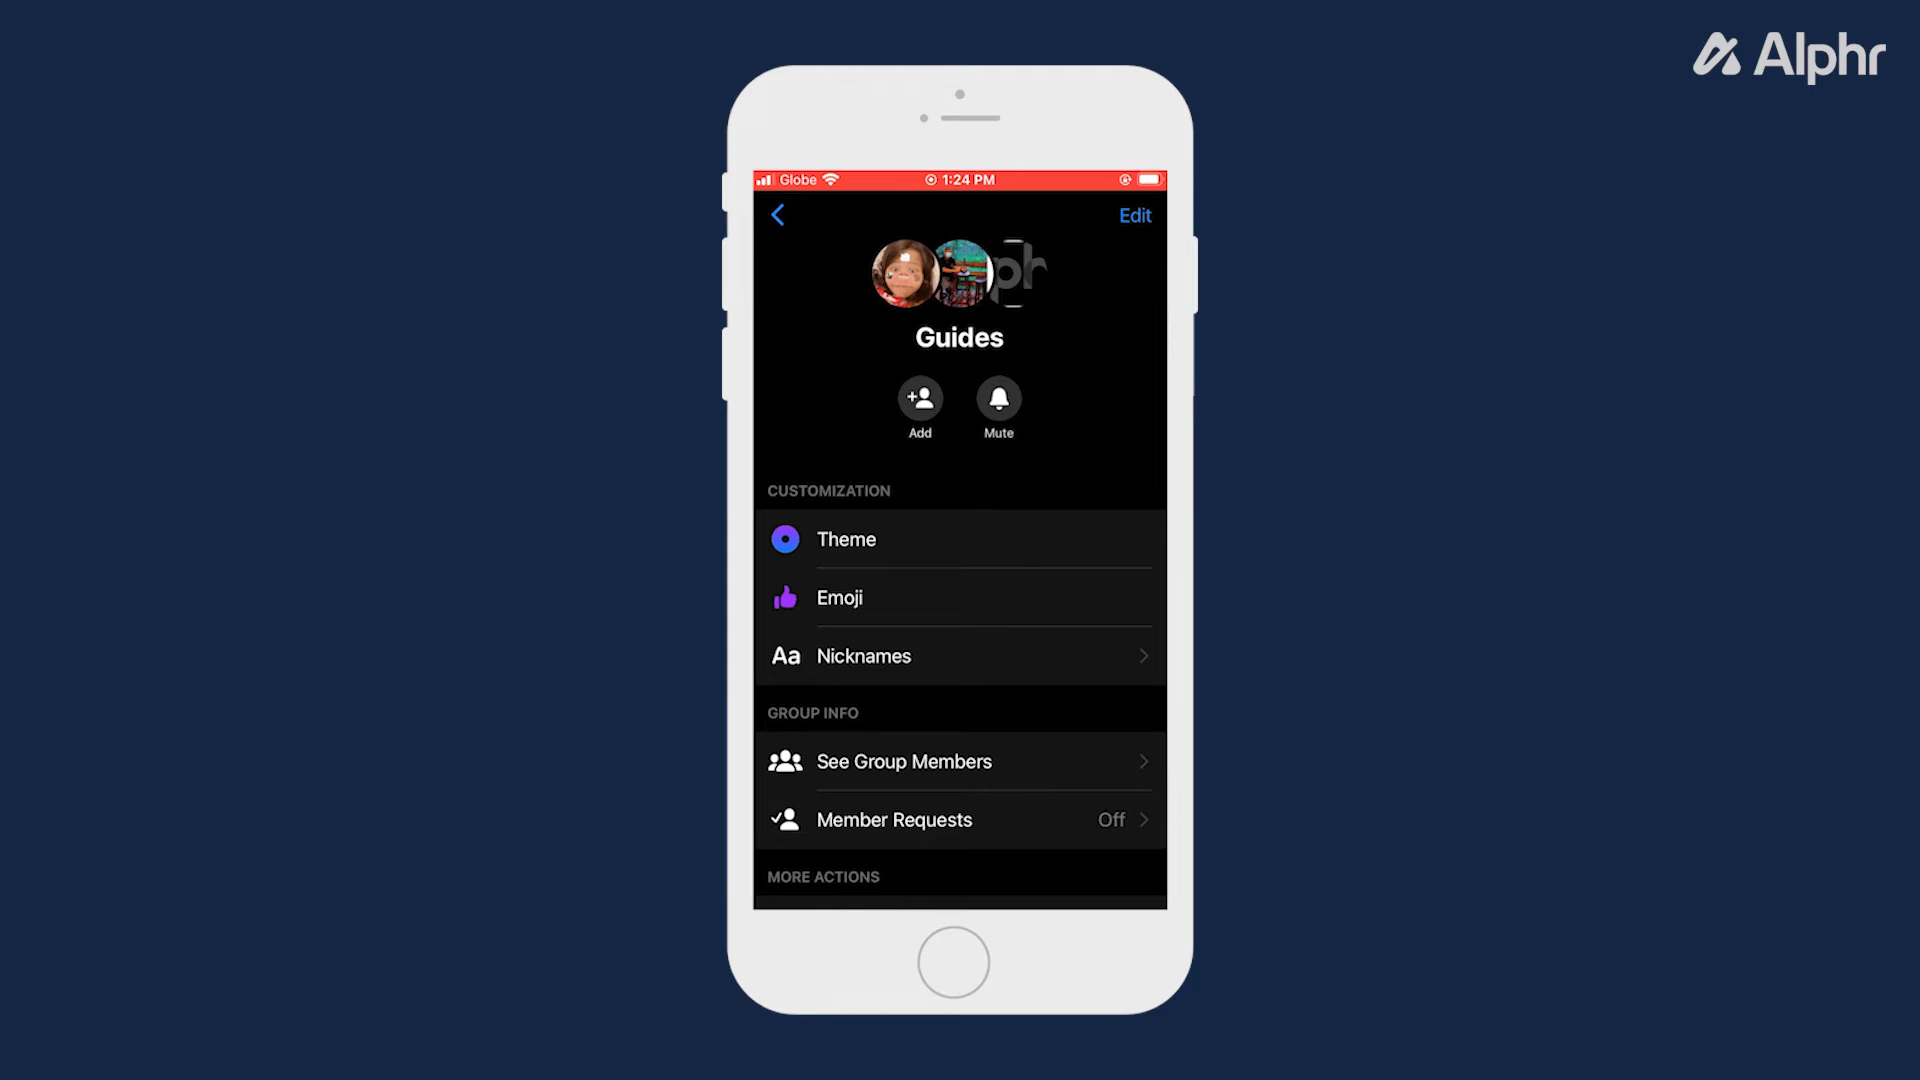 Alphr
Globe 1:24 PM
Edit
ph
Guides
Add Mute
CUSTOMIZATION
Theme
Emoji
Aa Nicknames
GROUP INFO
See Group Members
Member Requests Off
MORE ACTIONS